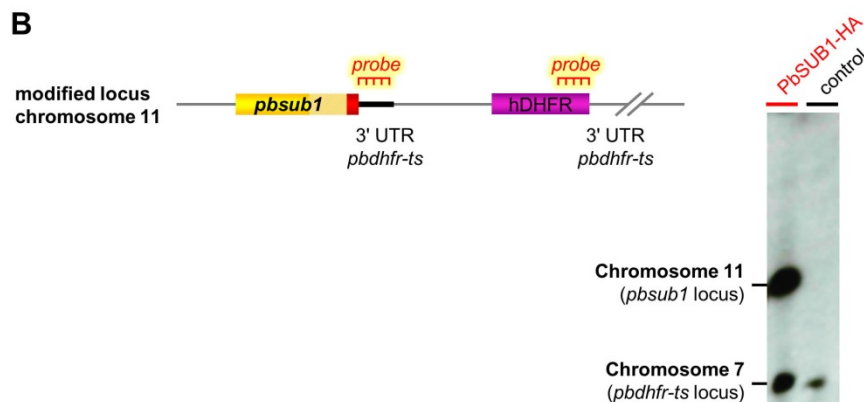 B
PbSUB1-HA
control
probe
probe
modified locus
chromosome 11
pbsub1
hDHFR
3' UTR
pbdhfr-ts
3' UTR
pbdhfr-ts
Chromosome 11
(pbsub1 locus)
Chromosome 7
(pbdhfr-ts locus)